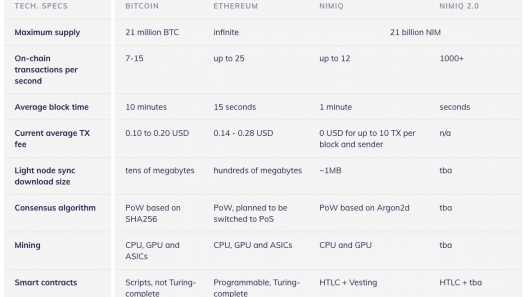 TECH. SPECS BITCOIN ETHEREUM NIMIQ NIMIQ 2.0
Maximum supply 21 million BTC infinite 21 billion NIM
On-chain transactions per second 7-15 up to 25 up to 12 1000+
Average block time 10 minutes 15 seconds 1 minute seconds
Current average TX fee 0.10 to 0.20 USD 0.14 - 0.28 USD 0 USD for up to 10 TX per block and sender n/a
Light node sync download size tens of megabytes hundreds of megabytes ~1MB tba
Consensus algorithm PoW based on SHA256 PoW, planned to be switched to PoS PoW based on Argon2d tba
Mining CPU, GPU and ASICs CPU, GPU and ASICs CPU and GPU tba
Smart contracts Scripts, not Turing-complete Programmable, Turing-complete HTLC + Vesting HTLC + tba